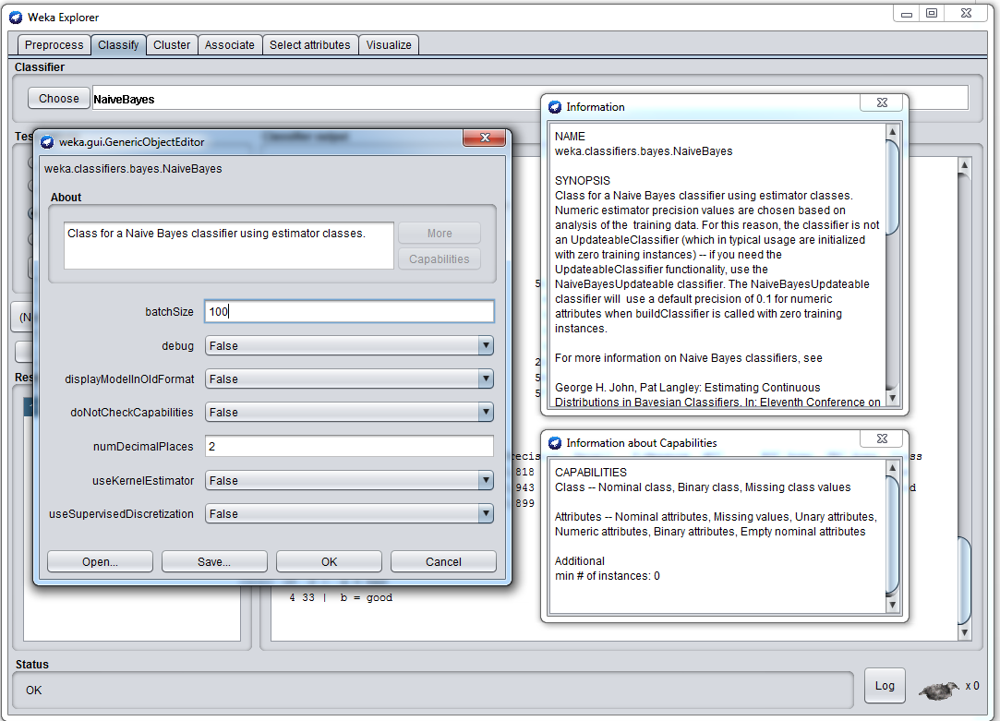 Weka Explorer
Preprocess Classify Cluster Associate Select attributes Visualize
Classifier
Choose NaiveBayes
weka.gui.GenericObjectEditor
weka.classifiers.bayes.NaiveBayes
About
Class for a Naive Bayes classifier using estimator classes.
More
Capabilities
batchSize 100
debug False
displayModelInOldFormat False
doNotCheckCapabilities False
numDecimalPlaces 2
useKernelEstimator False
useSupervisedDiscretization False
Open... Save... OK Cancel
Information
NAME
weka.classifiers.bayes.NaiveBayes
SYNOPSIS
Class for a Naive Bayes classifier using estimator classes.
Numeric estimator precision values are chosen based on
analysis of the training data. For this reason, the classifier is not
an UpdateableClassifier (which in typical usage are initialized
with zero training instances) -- if you need the
UpdateableClassifier functionality, use the
NaiveBayesUpdateable classifier. The NaiveBayesUpdateable
classifier will use a default precision of 0.1 for numeric
attributes when buildClassifier is called with zero training
instances.
For more information on Naive Bayes classifiers, see
George H. John, Pat Langley: Estimating Continuous
Distributions in Bayesian Classifiers. In: Eleventh Conference on
Information about Capabilities
CAPABILITIES
Class -- Nominal class, Binary class, Missing class values
Attributes -- Nominal attributes, Missing values, Unary attributes,
Numeric attributes, Binary attributes, Empty nominal attributes
Additional
min # of instances: 0
818
943
899
4 33 | b = good
Status
OK
Log
x 0